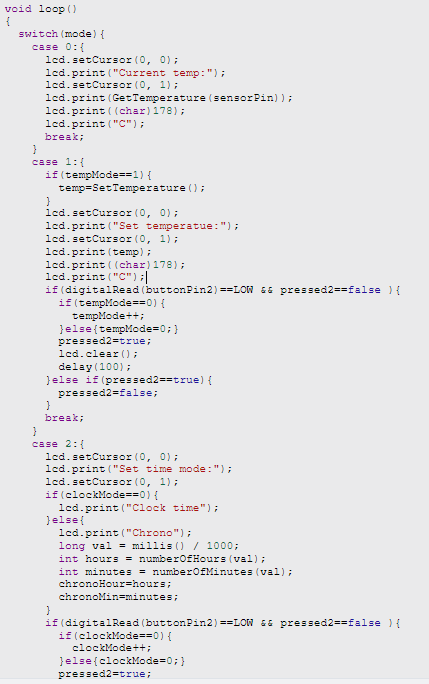 void loop()
{
  switch(mode){
    case 0:{
      lcd.setCursor(0, 0);
      lcd.print("Current temp:");
      lcd.setCursor(0, 1);
      lcd.print(GetTemperature(sensorPin));
      lcd.print((char)178);
      lcd.print("C");
      break;
    }
    case 1:{
      if(tempMode==1){
        temp=SetTemperature();
      }
      lcd.setCursor(0, 0);
      lcd.print("Set temperatue:");
      lcd.setCursor(0, 1);
      lcd.print(temp);
      lcd.print((char)178);
      lcd.print("C");
      if(digitalRead(buttonPin2)==LOW && pressed2==false ){
        if(tempMode==0){
          tempMode++;
        }else{tempMode=0;}
        pressed2=true;
        lcd.clear();
        delay(100);
      }else if(pressed2==true){
        pressed2=false;
      }
      break;
    }
    case 2:{
      lcd.setCursor(0, 0);
      lcd.print("Set time mode:");
      lcd.setCursor(0, 1);
      if(clockMode==0){
        lcd.print("Clock time");
      }else{
        lcd.print("Chrono");
        long val = millis() / 1000;
        int hours = numberOfHours(val);
        int minutes = numberOfMinutes(val);
        chronoHour=hours;
        chronoMin=minutes;
      }
      if(digitalRead(buttonPin2)==LOW && pressed2==false ){
        if(clockMode==0){
          clockMode++;
        }else{clockMode=0;}
        pressed2=true;